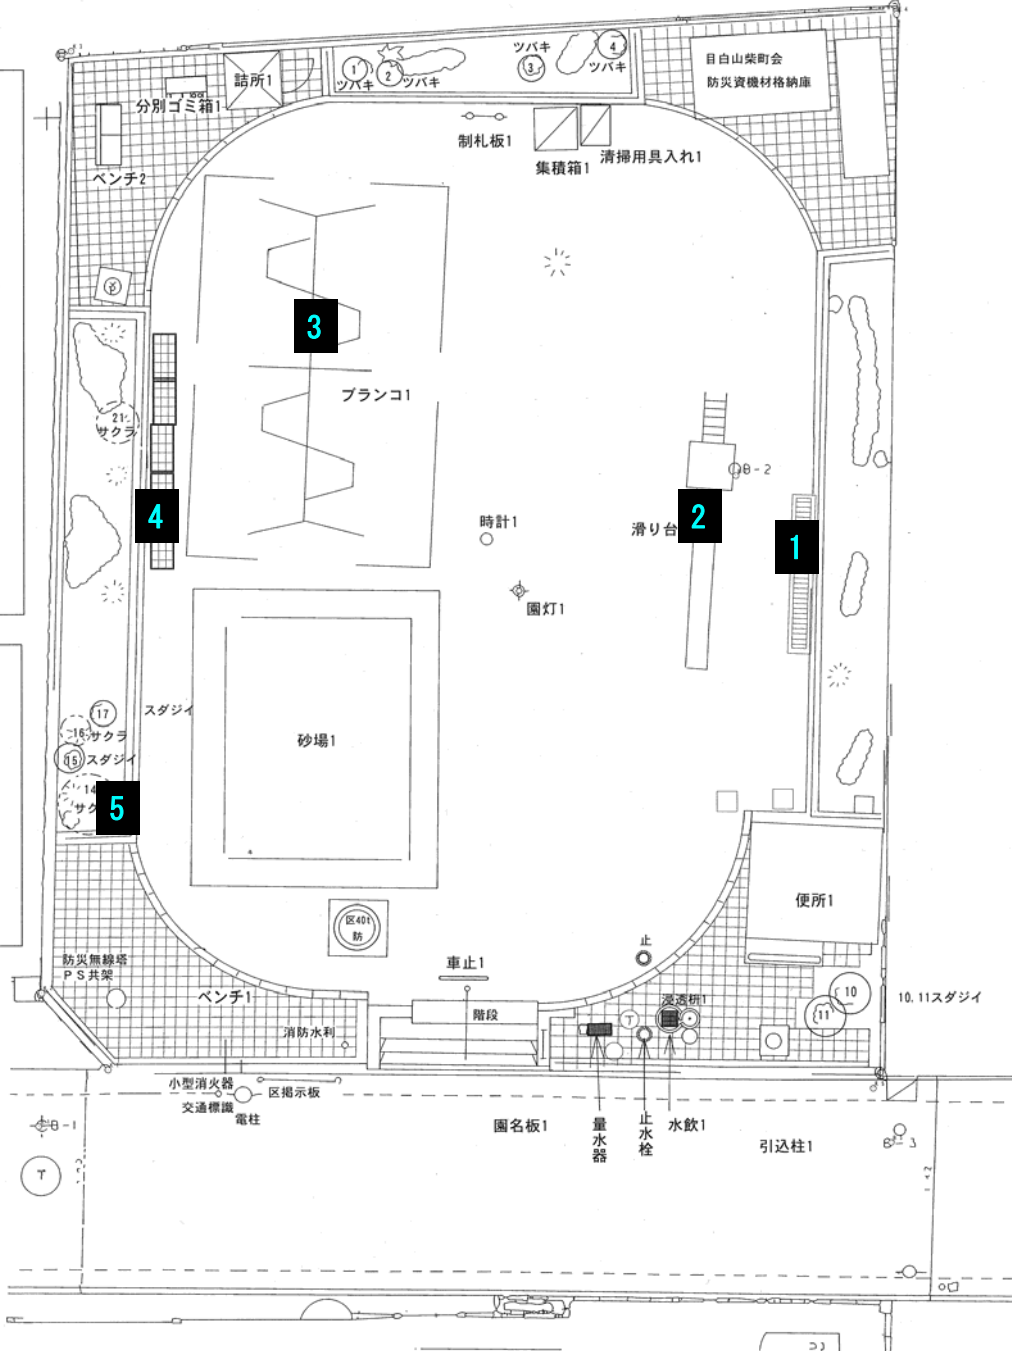 詰所1
分別ゴミ箱1
ベンチ2
1
ツバキ
2
ツバキ
ツバキ
3
4
ツバキ
目白山柴町会
防災資機材格納庫
制札板1
集積箱1
清掃用具入れ1
3
ブランコ1
21
サクラ
4
時計1
園灯1
B-2
滑り台
2
1
17
スダジイ
16
サクラ
15
スダジイ
14
サク
5
砂場1
便所1
区40t
防
止
車止1
階段
防災無線塔
PS共架
ベンチ1
消防水利
浸透桝1
T
10
11
10.11スダジイ
小型消火器
交通標識
電柱
区掲示板
園名板1
量水器
止水栓
水飲1
引込柱1
B-1
B-3
T